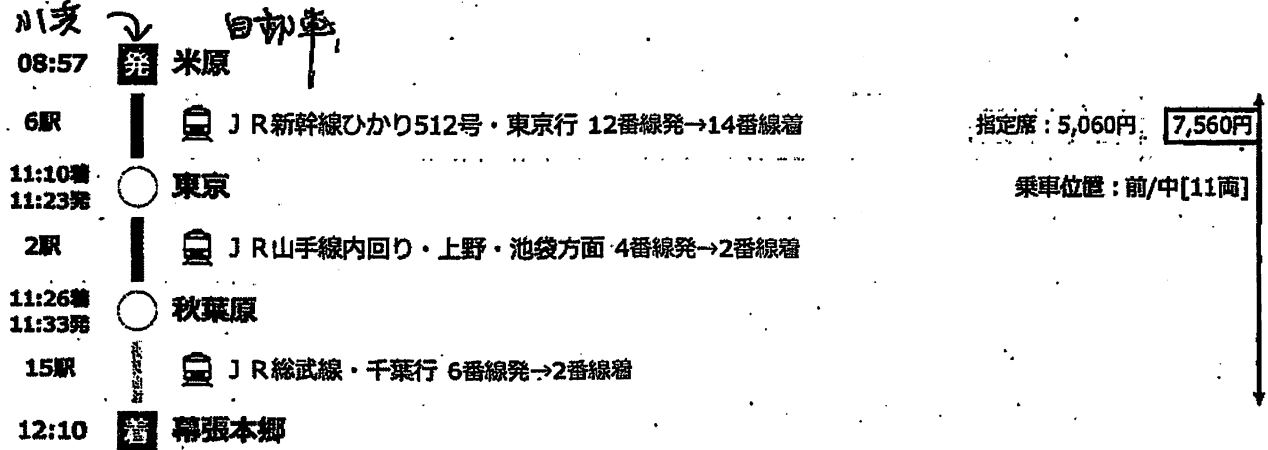 小浜 自動車
08:57 発 米原
6駅 JR新幹線ひかり512号・東京行 12番線発→14番線着 指定席：5,060円 7,560円
11:10着
11:23発 東京 乗車位置：前/中[11両]
2駅 JR山手線内回り・上野・池袋方面 4番線発→2番線着
11:26着
11:33発 秋葉原
15駅 JR総武線・千葉行 6番線発→2番線着
12:10 着 幕張本郷